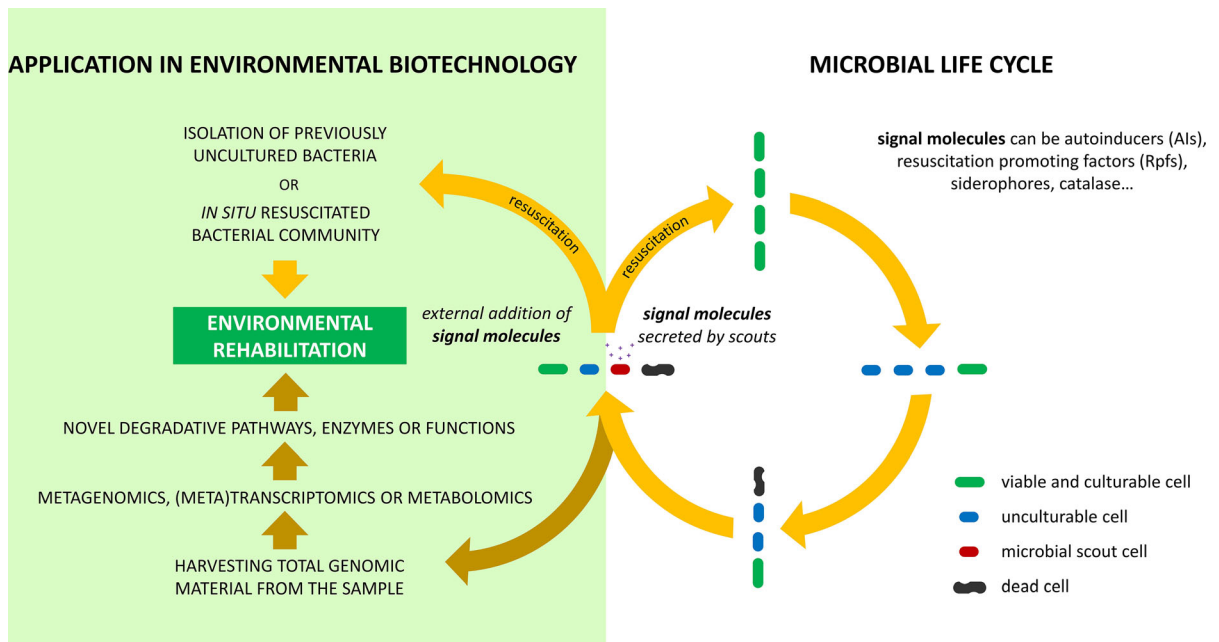 APPLICATION IN ENVIRONMENTAL BIOTECHNOLOGY
ISOLATION OF PREVIOUSLY
UNCULTURED BACTERIA
OR
IN SITU RESUSCITATED
BACTERIAL COMMUNITY
ENVIRONMENTAL
REHABILITATION
NOVEL DEGRADATIVE PATHWAYS, ENZYMES OR FUNCTIONS
METAGENOMICS, (META)TRANSCRIPTOMICS OR METABOLOMICS
HARVESTING TOTAL GENOMIC
MATERIAL FROM THE SAMPLE
resuscitation
external addition of
signal molecules
MICROBIAL LIFE CYCLE
signal molecules can be autoinducers (AIs),
resuscitation promoting factors (Rpfs),
siderophores, catalase…
resuscitation
signal molecules
secreted by scouts
viable and culturable cell
unculturable cell
microbial scout cell
dead cell